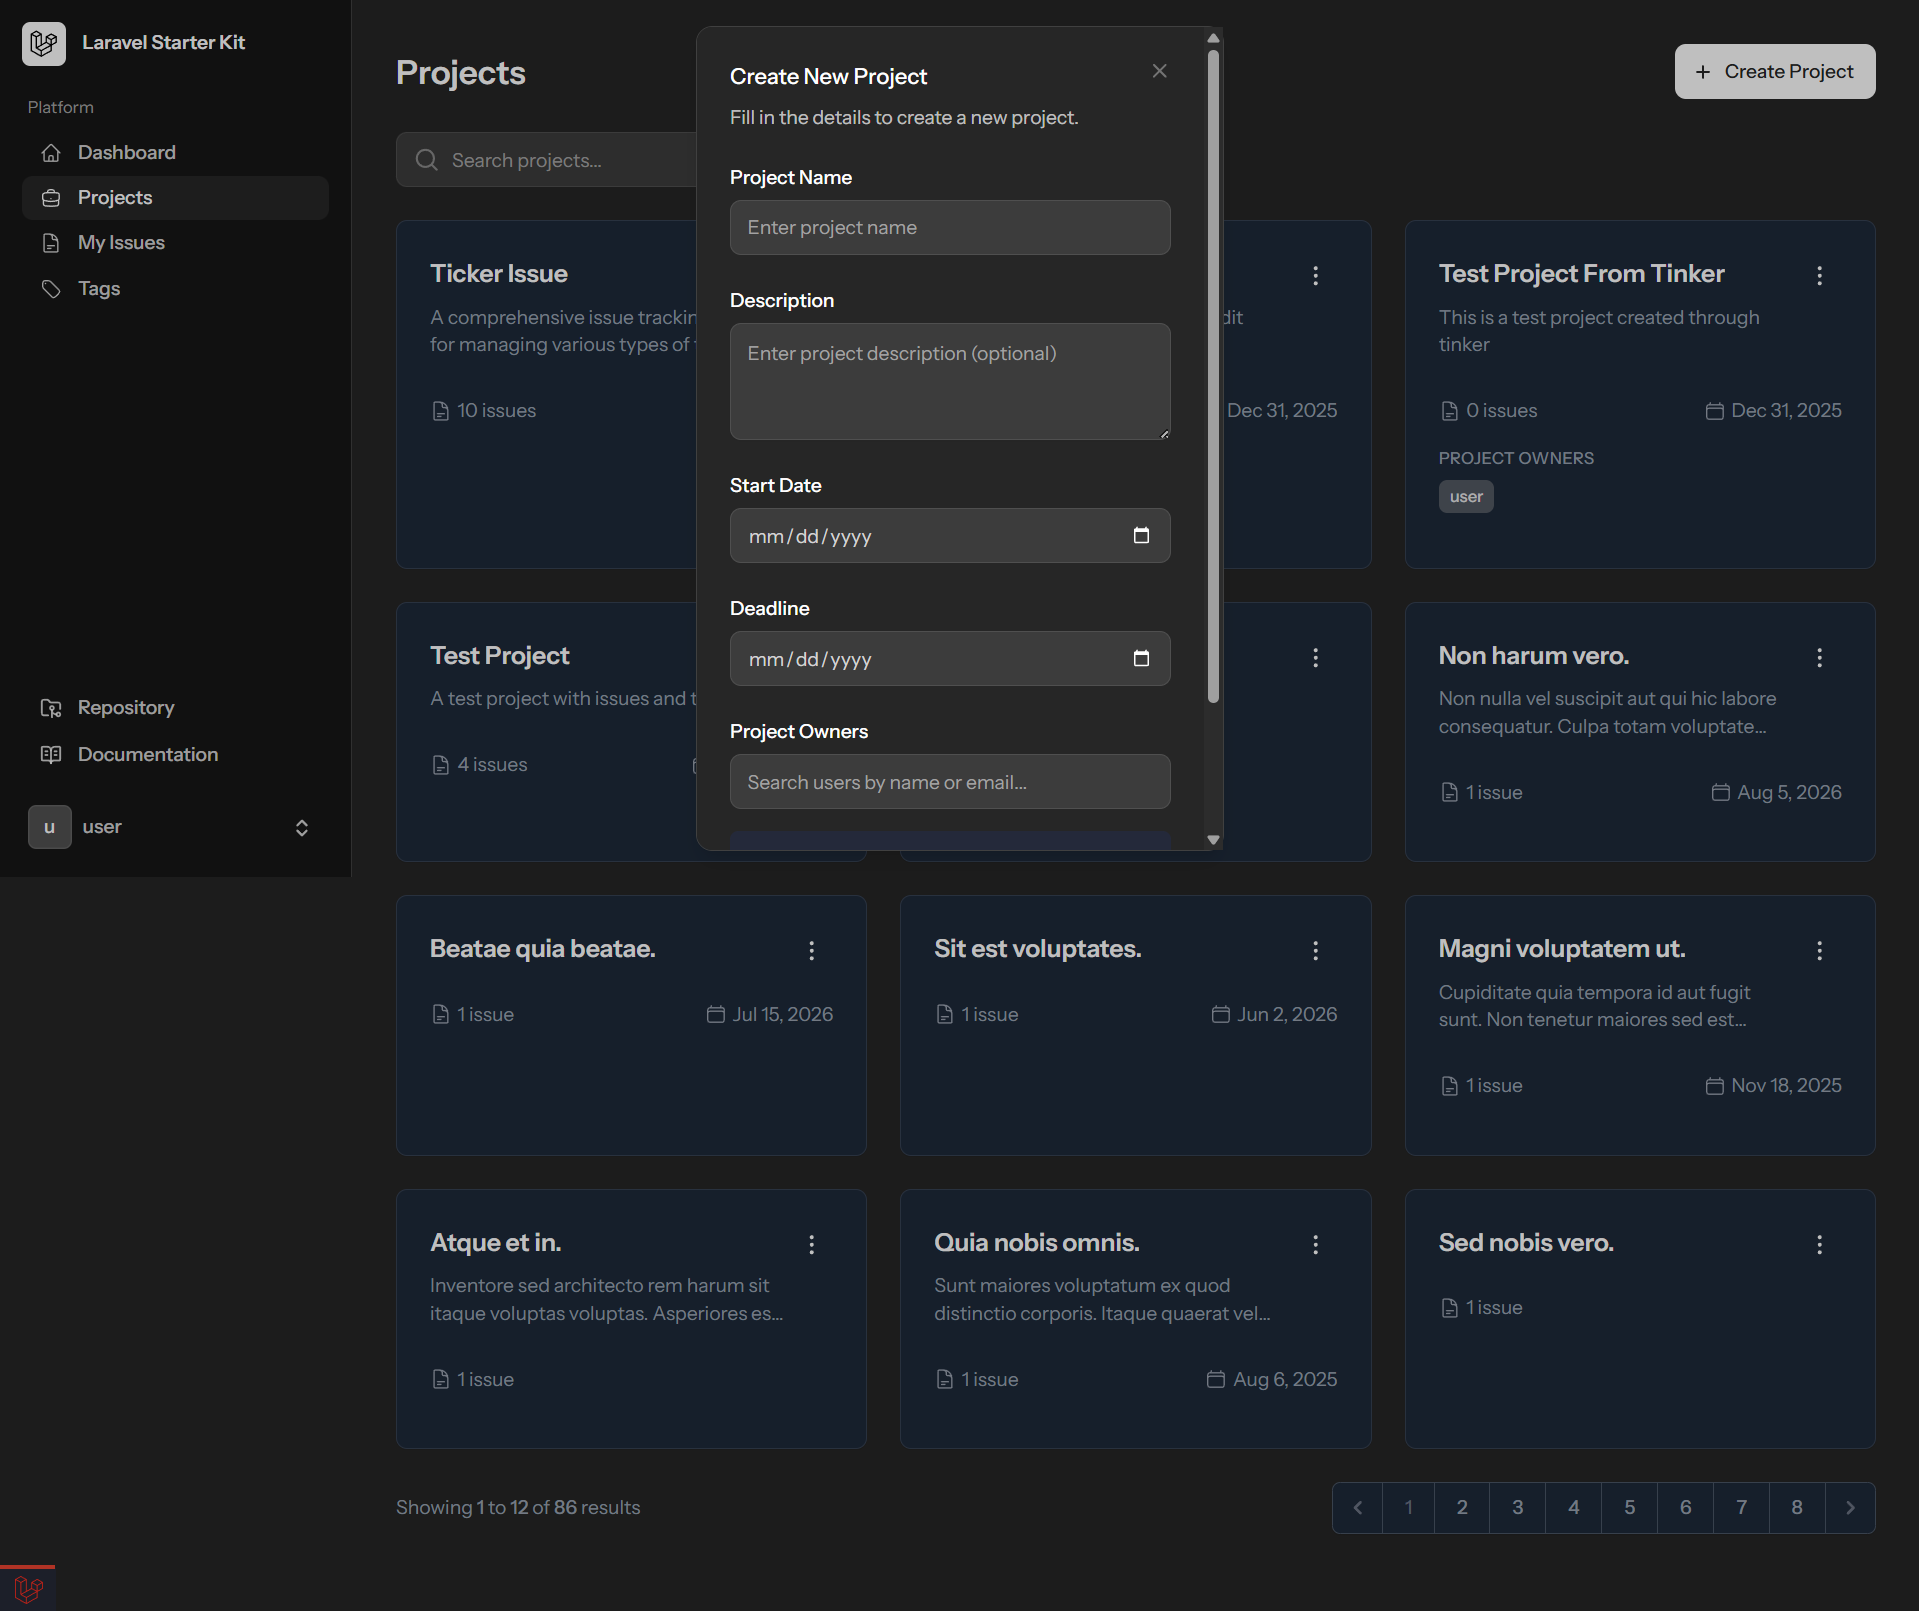 Laravel Starter Kit
Platform
Dashboard
Projects
My Issues
Tags
Repository
Documentation
u
user
Projects
+ Create Project
Search projects...
Create New Project
Fill in the details to create a new project.
Project Name
Enter project name
Description
Enter project description (optional)
Start Date
mm/dd/yyyy
Deadline
mm/dd/yyyy
Project Owners
Search users by name or email...
Ticker Issue
A comprehensive issue
for managing various types of
10 issues
Dec 31, 2025
Test Project From Tinker
This is a test project created through
tinker
0 issues
Dec 31, 2025
PROJECT OWNERS
user
Test Project
A test project with issues and
4 issues
Non harum vero.
Non nulla vel suscipit aut qui hic labore
consequatur. Culpa totam voluptate...
1 issue
Aug 5, 2026
Beatae quia beatae.
1 issue
Jul 15, 2026
Sit est voluptates.
1 issue
Jun 2, 2026
Magni voluptatem ut.
Cupiditate quia tempora id aut fugit
sunt. Non tenetur maiores sed est...
1 issue
Nov 18, 2025
Atque et in.
Inventore sed architecto rem harum sit
itaque voluptas voluptas. Asperiores es...
1 issue
Quia nobis omnis.
Sunt maiores voluptatum ex quod
distinctio corporis. Itaque quaerat vel...
1 issue
Aug 6, 2025
Sed nobis vero.
1 issue
Showing 1 to 12 of 86 results
1 2 3 4 5 6 7 8